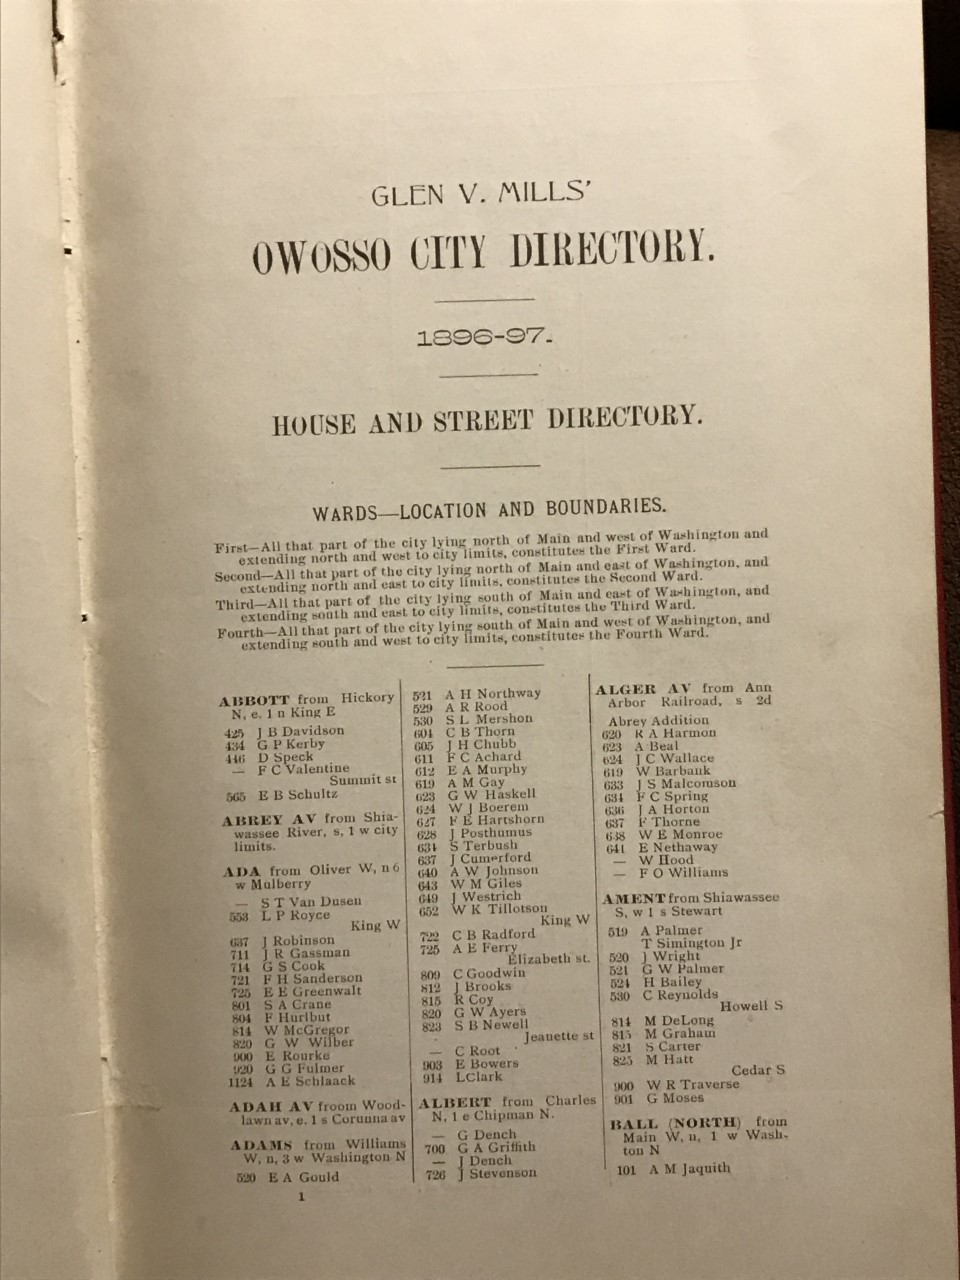 GLEN V. MILLS'
OWOSSO CITY DIRECTORY.
1896-97.
HOUSE AND STREET DIRECTORY.
WARDS—LOCATION AND BOUNDARIES.
First—All that part of the city lying north of Main and west of Washington and
extending north and west to city limits, constitutes the First Ward.
Second—All that part of the city lying north of Main and east of Washington, and
extending north and east to city limits, constitutes the Second Ward.
Third—All that part of the city lying south of Main and east of Washington, and
extending south and east to city limits, constitutes the Third Ward.
Fourth—All that part of the city lying south of Main and west of Washington, and
extending south and west to city limits, constitutes the Fourth Ward.
ABBOTT from Hickory
N, e. 1 n King E
425 J B Davidson
434 G P Kerby
446 D Speck
— F C Valentine
Summit st
565 E B Schultz
ABREY AV from Shia-
wassee River, s, 1 w city
limits.
ADA from Oliver W, n 6
w Mulberry
— S T Van Dusen
553 L P Royce
King W
637 J Robinson
711 J R Gassman
714 G S Cook
721 F H Sanderson
725 E E Greenwalt
801 S A Crane
804 F Hurlbut
814 W McGregor
820 G W Wilber
900 E Rourke
920 G G Fulmer
1124 A E Schlaack
ADAH AV froom Wood-
lawn av, e. 1 s Corunna av
ADAMS from Williams
W, n, 3 w Washington N
520 E A Gould
1
521 A H Northway
529 A R Rood
530 S L Mershon
604 C B Thorn
605 J H Chubb
611 F C Achard
612 E A Murphy
619 A M Gay
623 G W Haskell
624 W J Boerem
627 F E Hartshorn
628 J Posthumus
634 S Terbush
637 J Cumerford
640 A W Johnson
643 W M Giles
649 J Westrich
652 W K Tillotson
King W
722 C B Radford
725 A E Ferry
Elizabeth st.
809 C Goodwin
812 J Brooks
815 R Coy
820 G W Ayers
823 S B Newell
Jeanette st
— C Root
903 E Bowers
914 L Clark
ALBERT from Charles
N, 1 e Chipman N.
— G Dench
700 G A Griffith
— J Dench
726 J Stevenson
ALGER AV from Ann
Arbor Railroad, s 2d
Abrey Addition
620 R A Harmon
623 A Beal
624 J C Wallace
619 W Barbank
633 J S Malcomson
634 F C Spring
636 J A Horton
637 F Thorne
638 W E Monroe
641 E Nethaway
— W Hood
— F O Williams
AMENT from Shiawassee
S, w 1 s Stewart
519 A Palmer
T Simington Jr
520 J Wright
521 G W Palmer
524 H Bailey
530 C Reynolds
Howell S
814 M DeLong
815 M Graham
821 S Carter
825 M Hatt
Cedar S
900 W R Traverse
901 G Moses
BALL (NORTH) from
Main W, n, 1 w Wash-
ton N
101 A M Jaquith